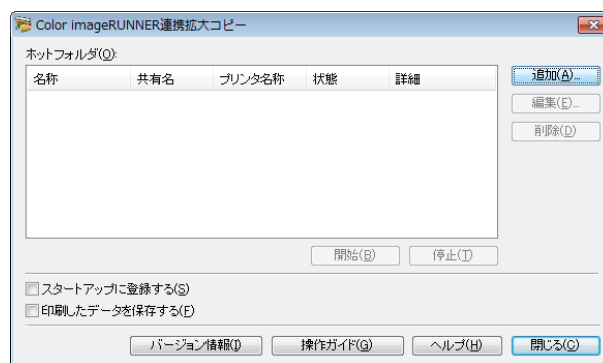 Color imageRUNNER連携拡大コピー
ホットフォルダ(O):
名称 共有名 プリンタ名称 状態 詳細
追加(A)...
編集(E)...
削除(D)
開始(B) 停止(T)
スタートアップに登録する(S)
印刷したデータを保存する(F)
バージョン情報(I) 操作ガイド(G) ヘルプ(H) 閉じる(C)